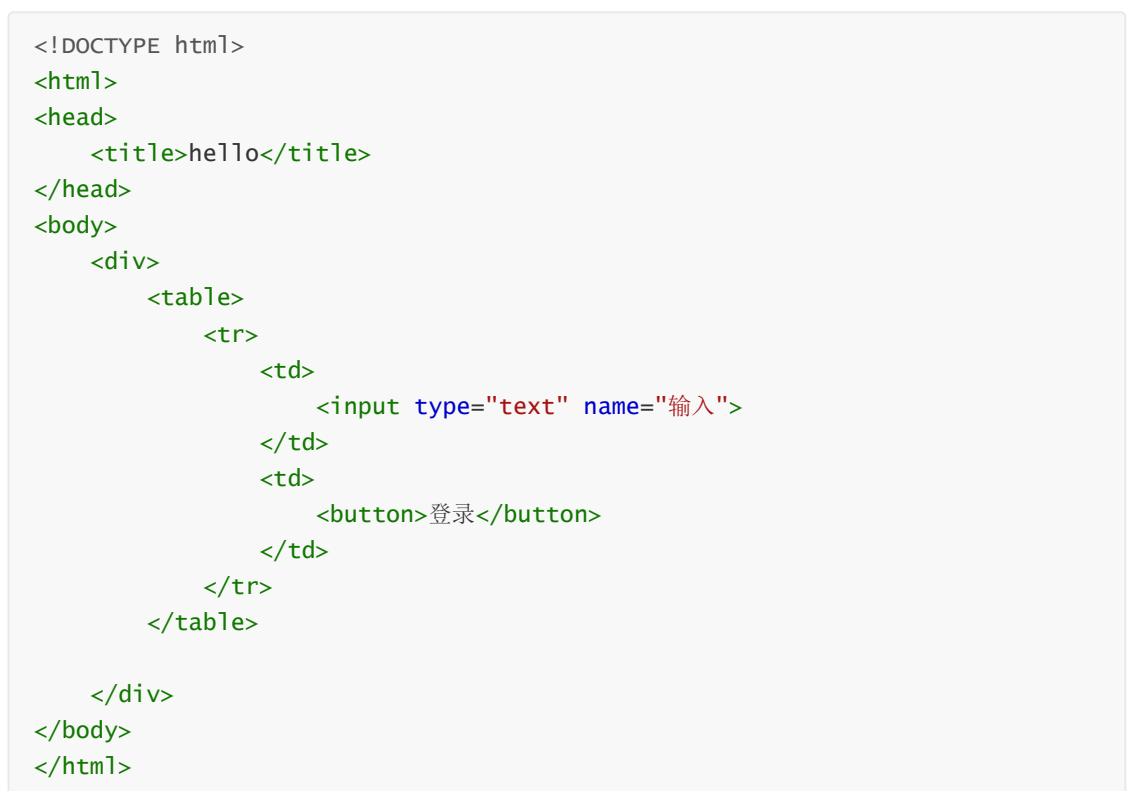 <!DOCTYPE html>
<html>
<head>
    <title>hello</title>
</head>
<body>
    <div>
        <table>
            <tr>
                <td>
                    <input type="text" name="输入">
                </td>
                <td>
                    <button>登录</button>
                </td>
            </tr>
        </table>

    </div>
</body>
</html>